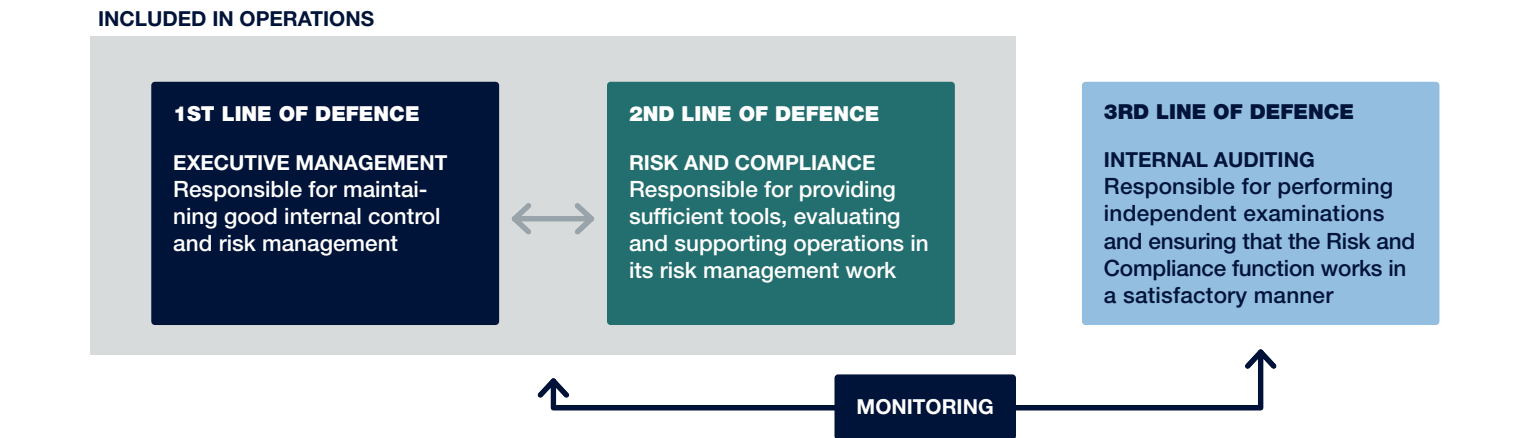 INCLUDED IN OPERATIONS
1ST LINE OF DEFENCE
EXECUTIVE MANAGEMENT
Responsible for maintai-
ning good internal control
and risk management
2ND LINE OF DEFENCE
RISK AND COMPLIANCE
Responsible for providing
sufficient tools, evaluating
and supporting operations in
its risk management work
3RD LINE OF DEFENCE
INTERNAL AUDITING
Responsible for performing
independent examinations
and ensuring that the Risk and
Compliance function works in
a satisfactory manner
MONITORING